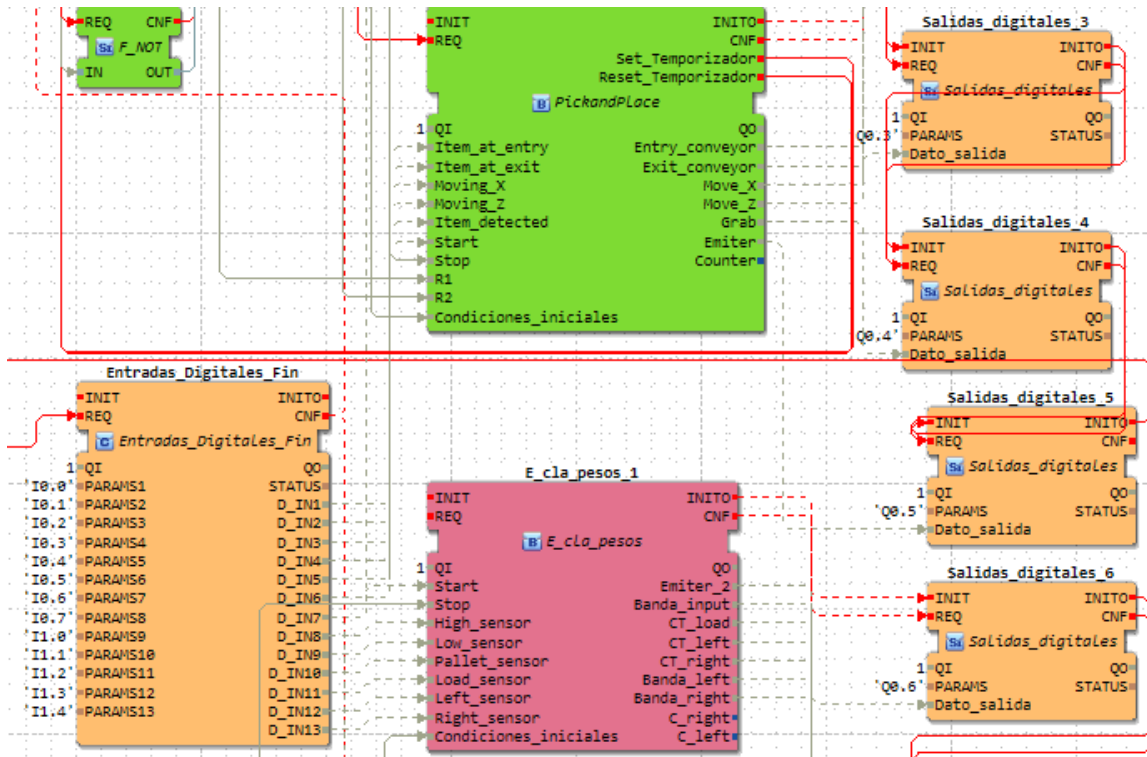 REQ CNF
F_NOT
IN OUT
INIT INITO
REQ CNF
Set_Temporizador
Reset_Temporizador
PickandPlace
1 QI QO
Item_at_entry Entry_conveyor
Item_at_exit Exit_conveyor
Moving_X Move_X
Moving_Z Move_Z
Item_detected Grab
Start Emiter
Stop Counter
R1
R2
Condiciones_iniciales
Salidas_digitales_3
INIT INITO
REQ CNF
Salidas_digitales
1 QI QO
Q0.3' PARAMS STATUS
Dato_salida
Salidas_digitales_4
INIT INITO
REQ CNF
Salidas_digitales
1 QI QO
Q0.4' PARAMS STATUS
Dato_salida
Entradas_Digitales_Fin
INIT INITO
REQ CNF
Entradas_Digitales_Fin
1 QI QO
'I0.0' PARAMS1 STATUS
'I0.1' PARAMS2 D_IN1
'I0.2' PARAMS3 D_IN2
'I0.3' PARAMS4 D_IN3
'I0.4' PARAMS5 D_IN4
'I0.5' PARAMS6 D_IN5
'I0.6' PARAMS7 D_IN6
'I0.7' PARAMS8 D_IN7
'I1.0' PARAMS9 D_IN8
'I1.1' PARAMS10 D_IN9
'I1.2' PARAMS11 D_IN10
'I1.3' PARAMS12 D_IN11
'I1.4' PARAMS13 D_IN12
D_IN13
E_cla_pesos_1
INIT INITO
REQ CNF
E_cla_pesos
1 QI QO
Start Emiter_2
Stop Banda_input
High_sensor CT_load
Low_sensor CT_left
Pallet_sensor CT_right
Load_sensor Banda_left
Left_sensor Banda_right
Right_sensor C_right
Condiciones_iniciales C_left
Salidas_digitales_5
INIT INITO
REQ CNF
Salidas_digitales
1 QI QO
'Q0.5' PARAMS STATUS
Dato_salida
Salidas_digitales_6
INIT INITO
REQ CNF
Salidas_digitales
1 QI QO
'Q0.6' PARAMS STATUS
Dato_salida